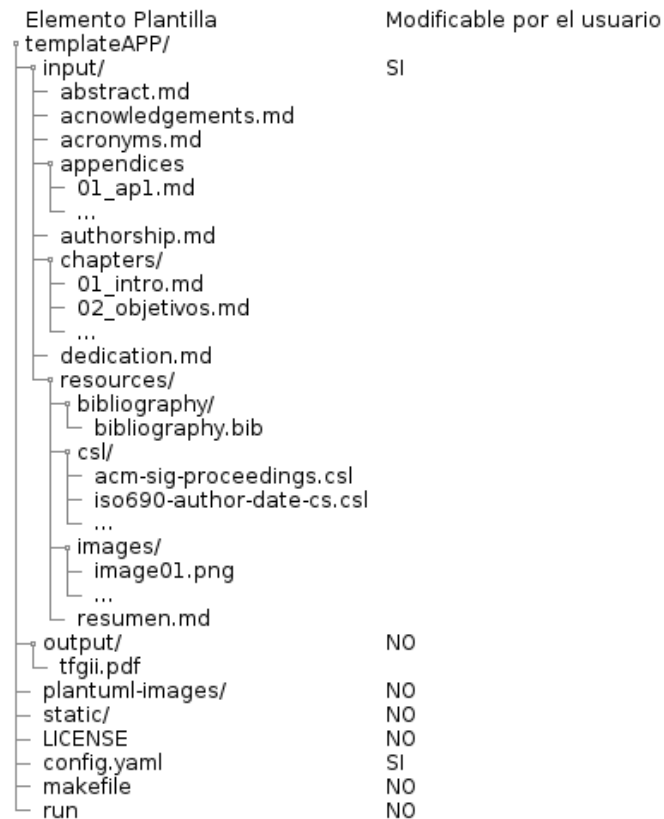 Elemento Plantilla Modificable por el usuario
templateAPP/
input/ SI
abstract.md
acnowledgements.md
acronyms.md
appendices
01_ap1.md
...
authorship.md
chapters/
01_intro.md
02_objetivos.md
...
dedication.md
resources/
bibliography/
bibliography.bib
csl/
acm-sig-proceedings.csl
iso690-author-date-cs.csl
...
images/
image01.png
...
resumen.md
output/ NO
tfgii.pdf
plantuml-images/ NO
static/ NO
LICENSE NO
config.yaml SI
makefile NO
run NO